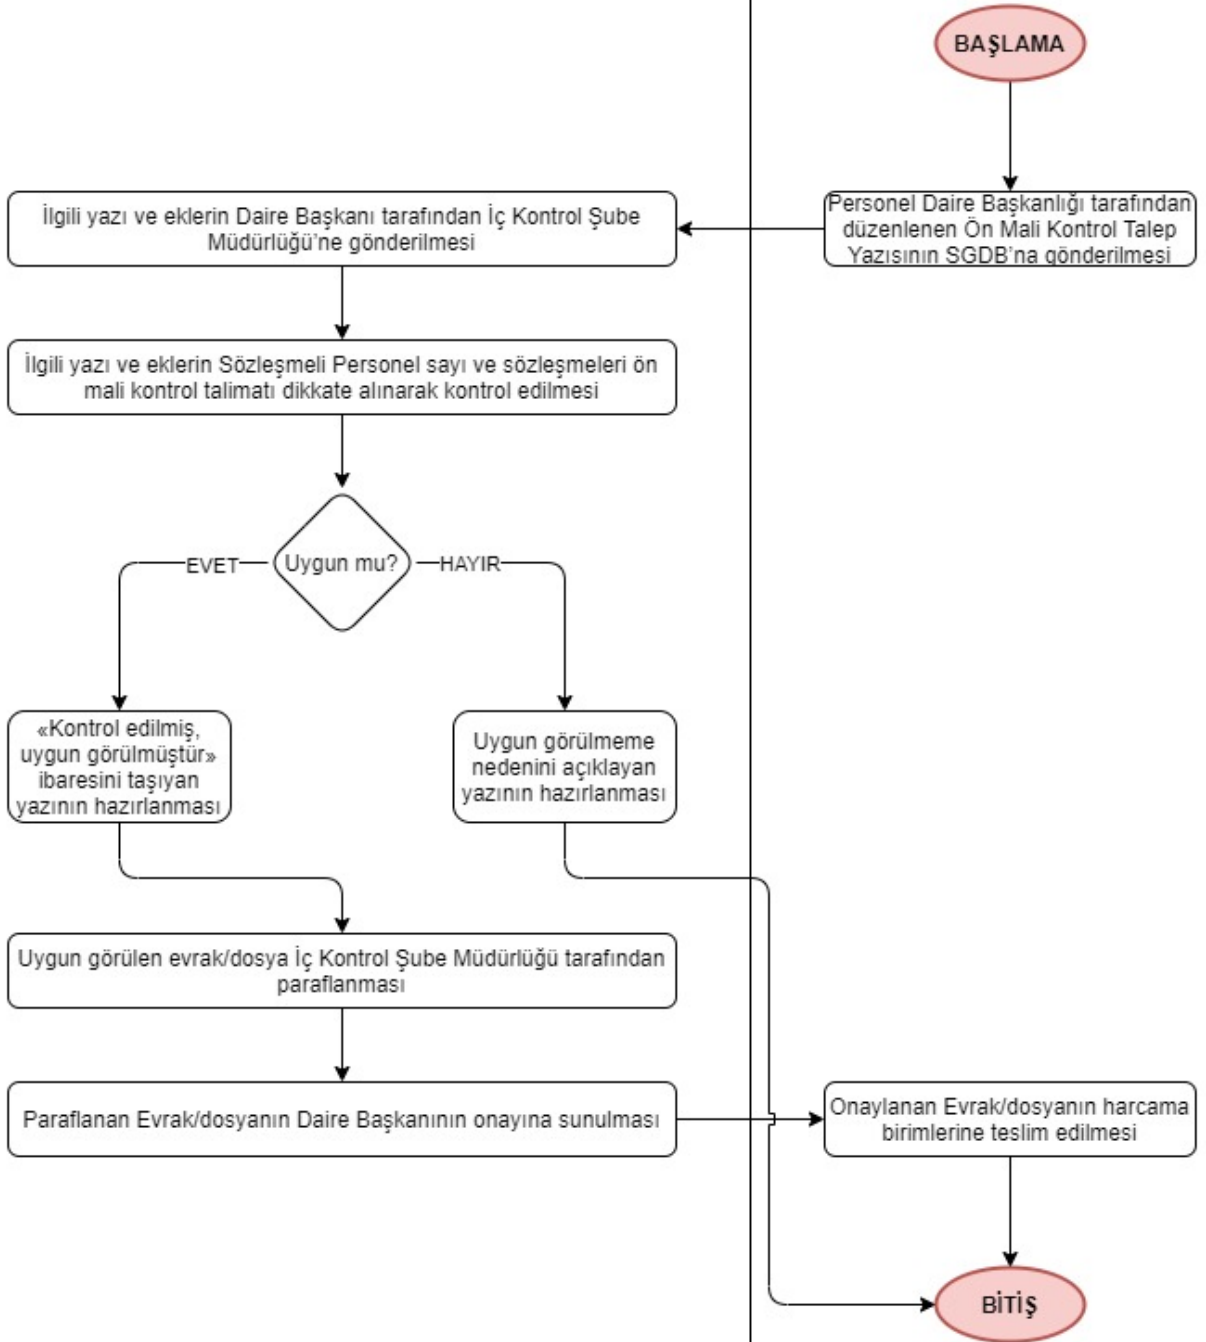 BAŞLAMA
Personel Daire Başkanlığı tarafından
düzenlenen Ön Mali Kontrol Talep
Yazısının SGDB'na gönderilmesi
İlgili yazı ve eklerin Daire Başkanı tarafından İç Kontrol Şube
Müdürlüğü'ne gönderilmesi
İlgili yazı ve eklerin Sözleşmeli Personel sayı ve sözleşmeleri ön
mali kontrol talimatı dikkate alınarak kontrol edilmesi
Uygun mu?
EVET
HAYIR
«Kontrol edilmiş,
uygun görülmüştür»
ibaresini taşıyan
yazının hazırlanması
Uygun görülmeme
nedenini açıklayan
yazının hazırlanması
Uygun görülen evrak/dosya İç Kontrol Şube Müdürlüğü tarafından
paraflanması
Paraflanan Evrak/dosyanın Daire Başkanının onayına sunulması
Onaylanan Evrak/dosyanın harcama
birimlerine teslim edilmesi
BİTİŞ